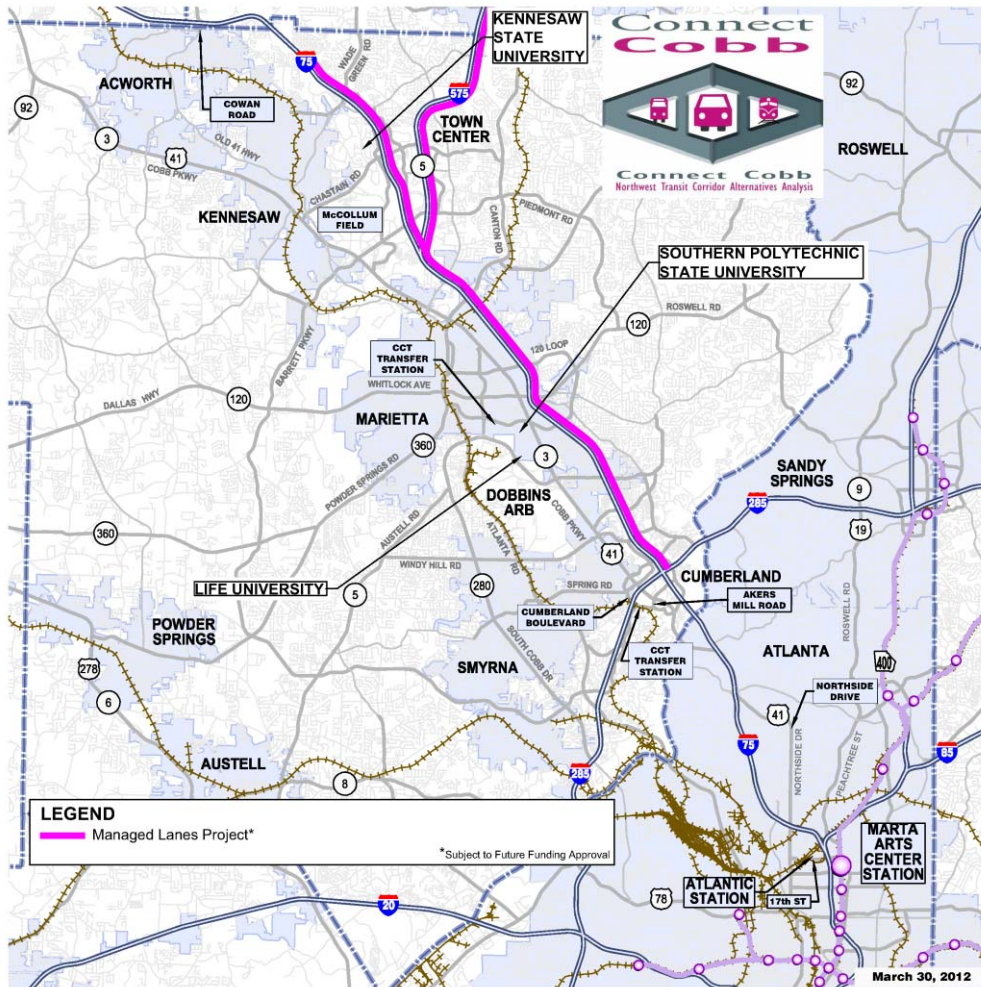 KENNESAW
STATE
UNIVERSITY
Connect
Cobb
Connect Cobb
Northwest Transit Corridor Alternatives Analysis
75
WADE
GREEN RD
575
ACWORTH
92
COWAN
ROAD
TOWN
CENTER
92
ROSWELL
3
OLD 41 HWY
41
COBB PKWY
5
CHASTAIN RD
KENNESAW
McCOLLUM
FIELD
CANTON RD
PIEDMONT RD
SOUTHERN POLYTECHNIC
STATE UNIVERSITY
ROSWELL RD
120
BARRETT PKWY
CCT
TRANSFER
STATION
120 LOOP
WHITLOCK AVE
DALLAS HWY
120
MARIETTA
360
3
POWDER SPRINGS RD
DOBBINS
ARB
SANDY
SPRINGS
9
285
19
COBB PKWY
AUSTELL RD
ATLANTA RD
360
41
WINDY HILL RD
LIFE UNIVERSITY
5
280
SPRING RD
CUMBERLAND
AKERS
MILL ROAD
CUMBERLAND
BOULEVARD
ROSWELL RD
POWDER
SPRINGS
278
SMYRNA
SOUTH COBB DR
CCT
TRANSFER
STATION
ATLANTA
400
6
NORTHSIDE
DRIVE
41
75
NORTHSIDE DR
PEACHTREE ST
85
AUSTELL
8
285
LEGEND
Managed Lanes Project*
*Subject to Future Funding Approval
MARTA
ARTS
CENTER
STATION
ATLANTIC
STATION
17th ST
78
20
March 30, 2012